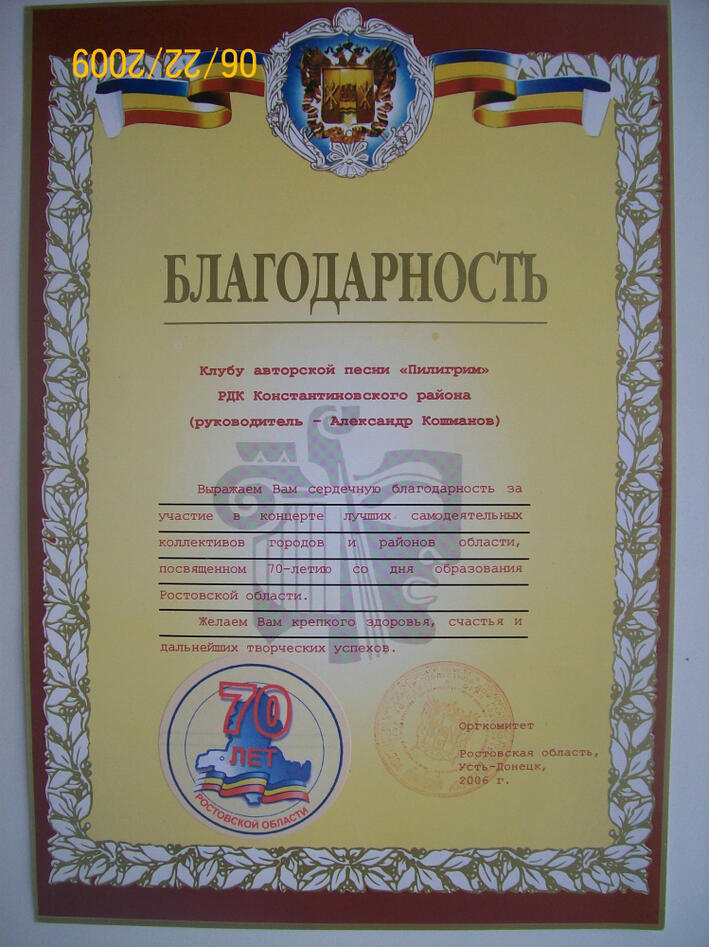 06/22/2009
БЛАГОДАРНОСТЬ
Клубу авторской песни «Пилигрим»
РДК Константиновского района
(руководитель – Александр Кошманов)
Выражаем Вам сердечную благодарность за
участие в концерте лучших самодеятельных
коллективов городов и районов области,
посвященном 70-летию со дня образования
Ростовской области.
Желаем Вам крепкого здоровья, счастья и
дальнейших творческих успехов.
70
ЛЕТ
РОСТОВСКОЙ ОБЛАСТИ
Оргкомитет
Ростовская область,
Усть-Донецк,
2006 г.